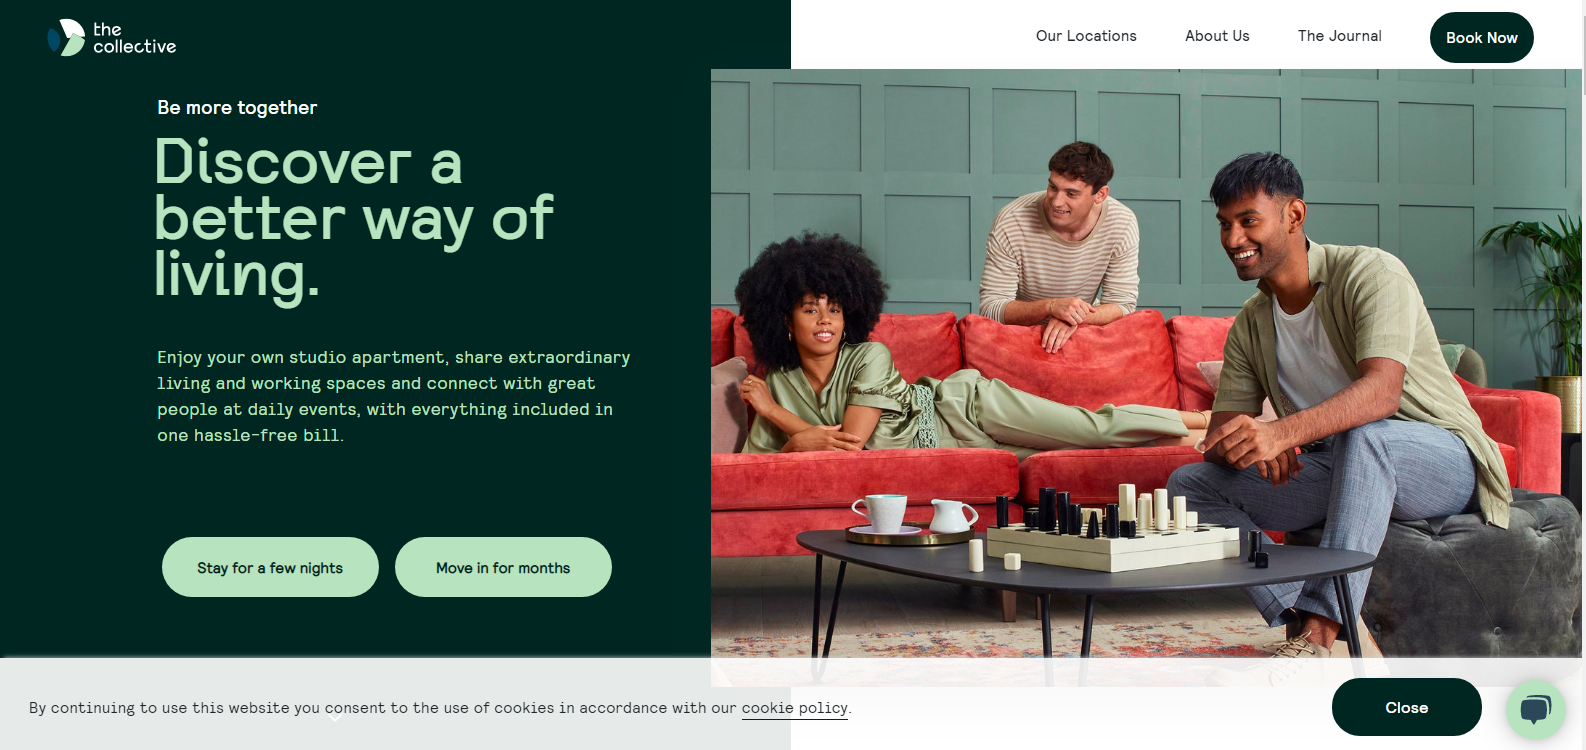 the
collective
Our Locations
About Us
The Journal
Book Now
Be more together
Discover a
better way of
living.
Enjoy your own studio apartment, share extraordinary
living and working spaces and connect with great
people at daily events, with everything included in
one hassle-free bill.
Stay for a few nights
Move in for months
By continuing to use this website you consent to the use of cookies in accordance with our cookie policy.
Close